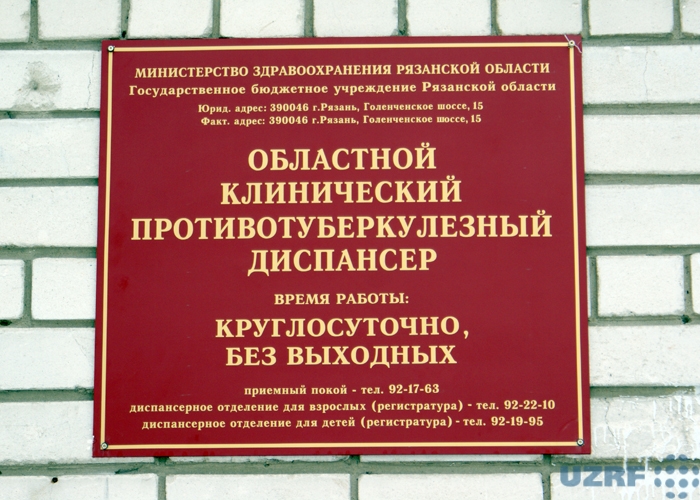 МИНИСТЕРСТВО ЗДРАВООХРАНЕНИЯ РЯЗАНСКОЙ ОБЛАСТИ
Государственное бюджетное учреждение Рязанской области
Юрид. адрес: 390046 г.Рязань, Голенченское шоссе, 15
Факт. адрес: 390046 г.Рязань, Голенченское шоссе, 15
ОБЛАСТНОЙ
КЛИНИЧЕСКИЙ
ПРОТИВОТУБЕРКУЛЕЗНЫЙ
ДИСПАНСЕР
ВРЕМЯ РАБОТЫ:
КРУГЛОСУТОЧНО,
БЕЗ ВЫХОДНЫХ
приемный покой - тел. 92-17-63
диспансерное отделение для взрослых (регистратура) - тел. 92-22-10
диспансерное отделение для детей (регистратура) - тел. 92-19-95
UZRF